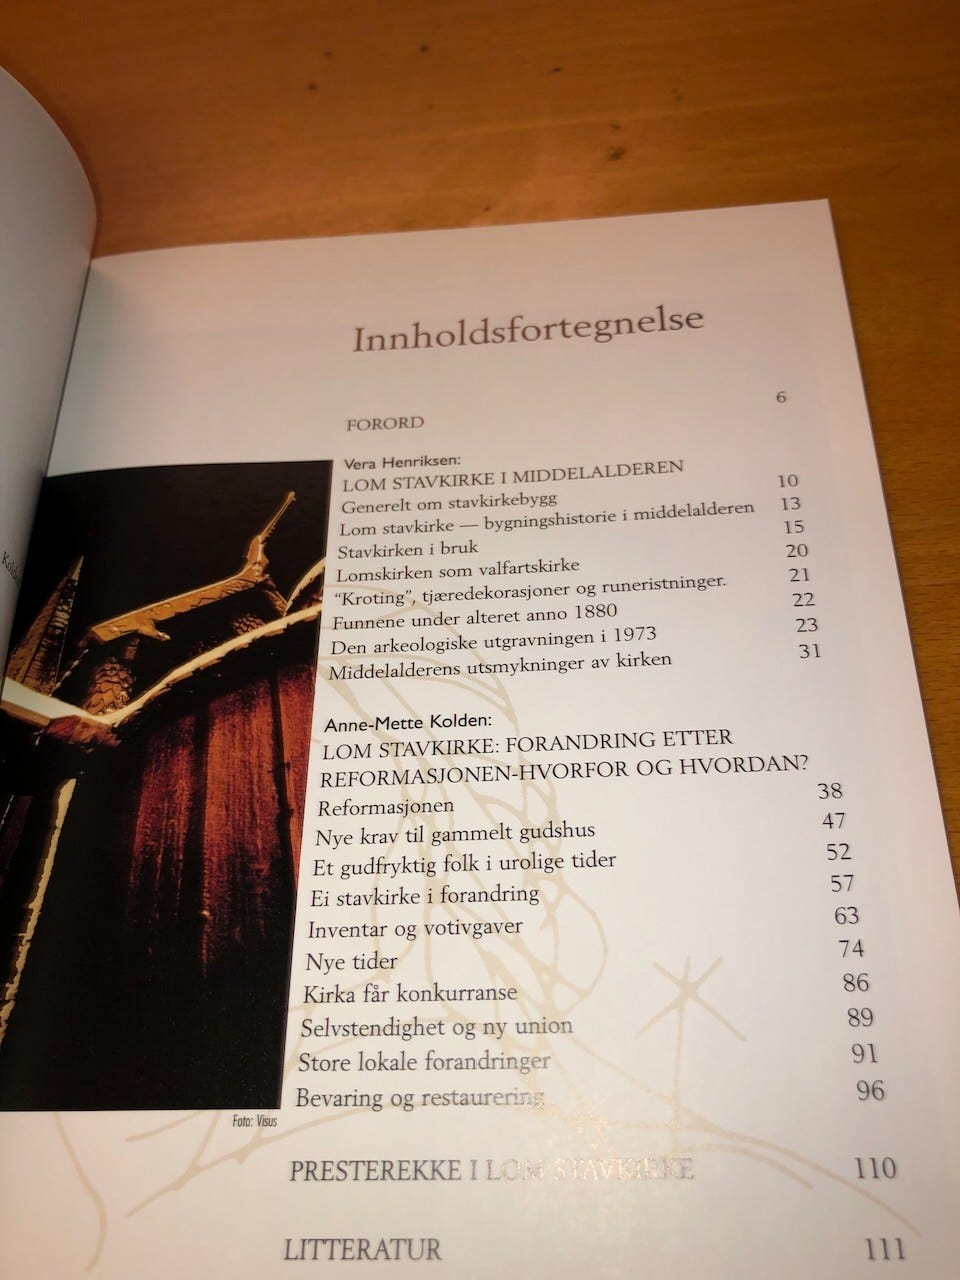 Innholdsfortegnelse
FORORD 6
Vera Henriksen:
LOM STAVKIRKE I MIDDELALDEREN
Generelt om stavkirkebygg 10
Lom stavkirke — bygningshistorie i middelalderen 13
Stavkirken i bruk 15
Lomskirken som valfartskirke 20
"Kroting", tjæredekorasjoner og runeristninger. 21
Funnene under alteret anno 1880 22
Den arkeologiske utgravningen i 1973 23
Middelalderens utsmykninger av kirken 31
Anne-Mette Kolden:
LOM STAVKIRKE: FORANDRING ETTER
REFORMASJONEN-HVORFOR OG HVORDAN?
Reformasjonen 38
Nye krav til gammelt gudshus 47
Et gudfryktig folk i urolige tider 52
Ei stavkirke i forandring 57
Inventar og votivgaver 63
Nye tider 74
Kirka får konkurranse 86
Selvstendighet og ny union 89
Store lokale forandringer 91
Bevaring og restaurering 96
Foto: Visus
PRESTEREKKE I LOM STAVKIRKE 110
LITTERATUR 111